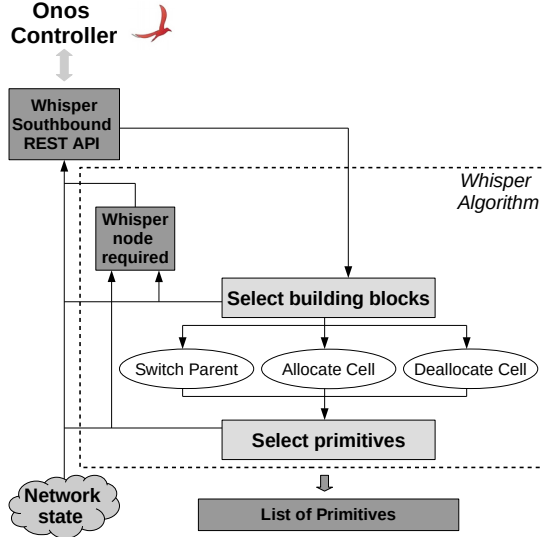 Onos
Controller
Whisper
Southbound
REST API
Whisper
Algorithm
Whisper
node
required
Select building blocks
Switch Parent
Allocate Cell
Deallocate Cell
Select primitives
Network
state
List of Primitives